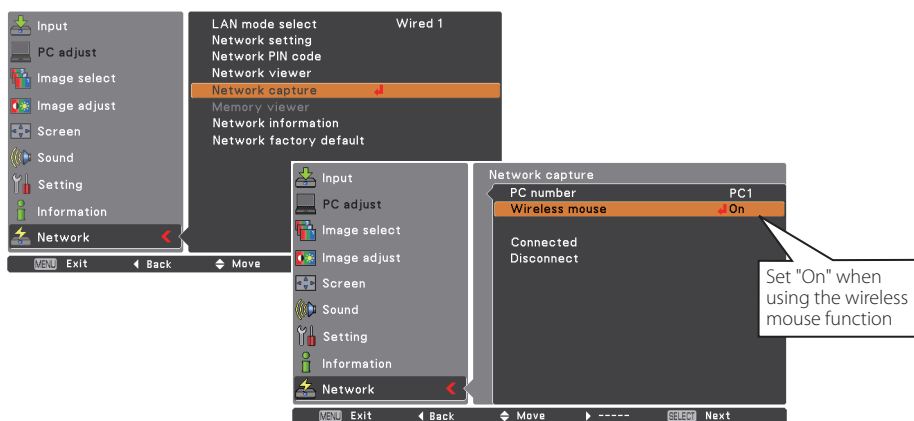 Input
PC adjust
Image select
Image adjust
Screen
Sound
Setting
Information
Network
LAN mode select Wired 1
Network setting
Network PIN code
Network viewer
Network capture
Memory viewer
Network information
Network factory default
MENU Exit Back Move
Input
PC adjust
Image select
Image adjust
Screen
Sound
Setting
Information
Network
Network capture
PC number PC1
Wireless mouse On
Connected
Disconnect
MENU Exit Back Move ----- SELECT Next
Set "On" when
using the wireless
mouse function